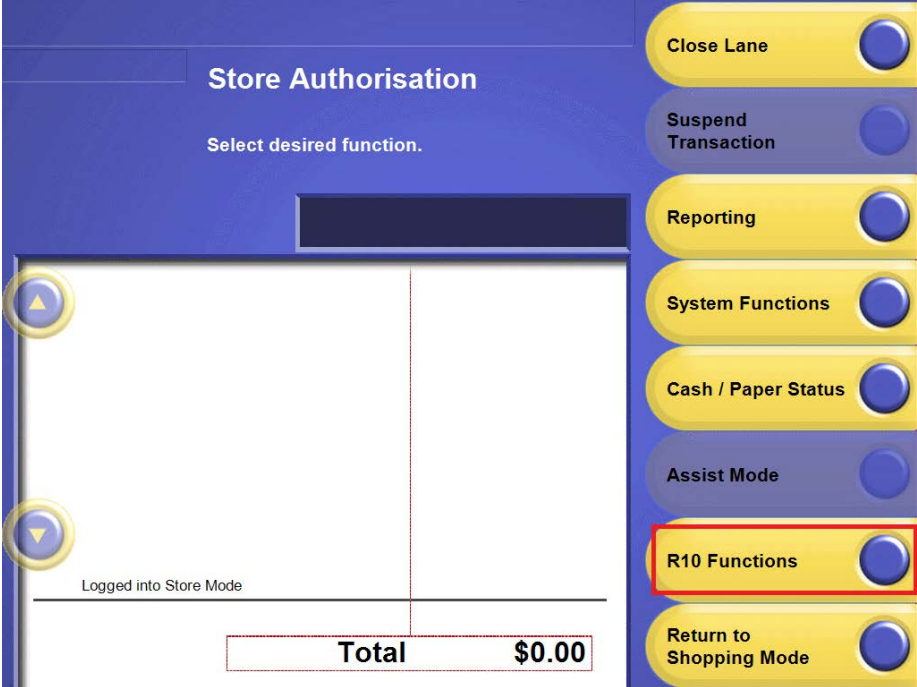 Store Authorisation
Select desired function.
Logged into Store Mode
Total $0.00
Close Lane
Suspend
Transaction
Reporting
System Functions
Cash / Paper Status
Assist Mode
R10 Functions
Return to
Shopping Mode